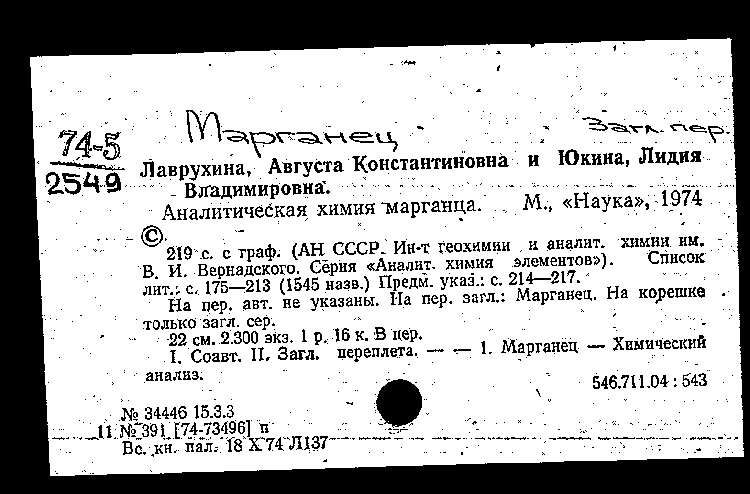 Марганец
Загл. пер.
74-5
2549
Лаврухина, Августа Константиновна и Юкина, Лидия
Владимировна.
Аналитическая химия марганца. М., «Наука», 1974
©.
219 с. с граф. (АН СССР. Ин-т геохимии и аналит. химии им.
В. И. Вернадского. Серия «Аналит. химия элементов»). Список
лит.: с. 175—213 (1545 назв.) Предм. указ.: с. 214—217.
На пер. авт. не указаны. На пер. загл.: Марганец. На корешке
только загл. сер.
22 см. 2.300 экз. 1 р. 16 к. В пер.
I. Соавт. II. Загл. переплета. — — 1. Марганец — Химический
анализ.
546.711.04 : 543
№ 34446 15.3.3
11 № 391 [74-73496] п
Вс. кн. пал. 18 X 74 Л137